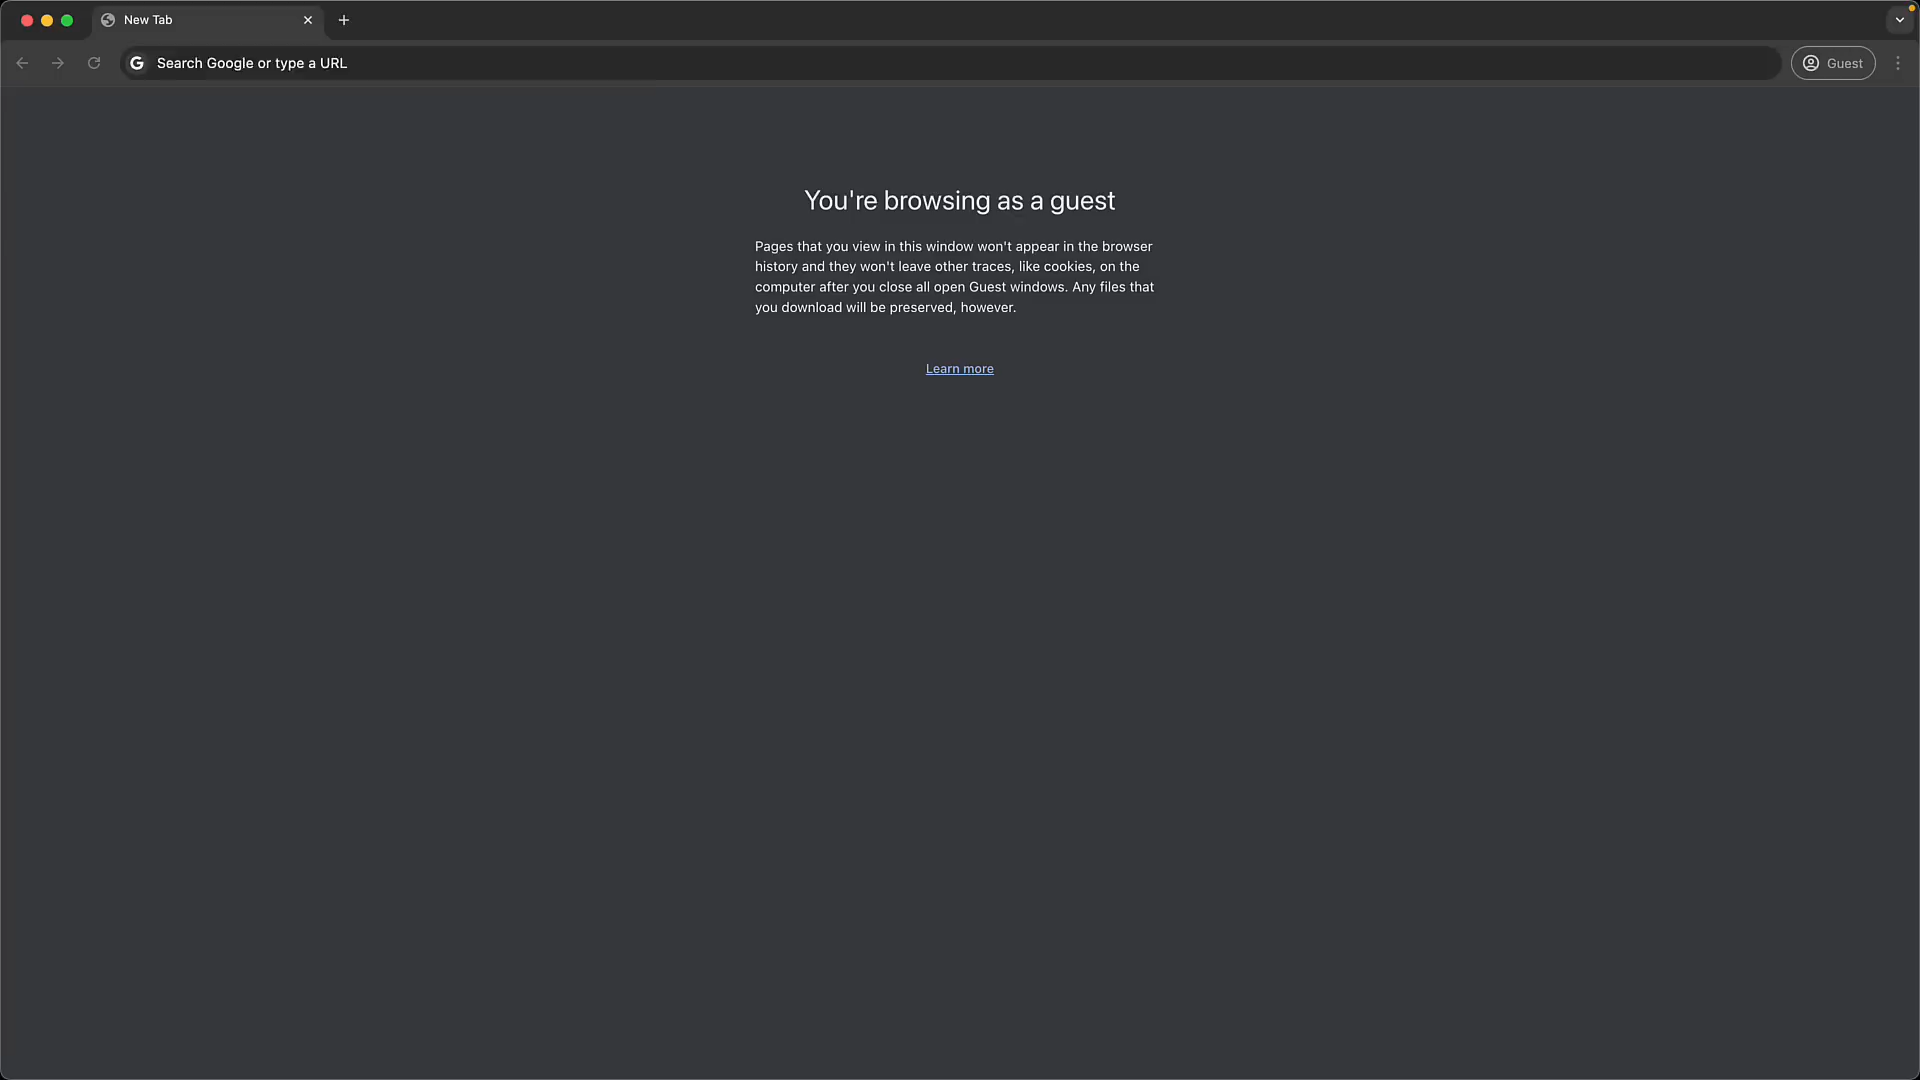 New Tab
Search Google or type a URL
Guest
You're browsing as a guest
Pages that you view in this window won't appear in the browser
history and they won't leave other traces, like cookies, on the
computer after you close all open Guest windows. Any files that
you download will be preserved, however.
Learn more